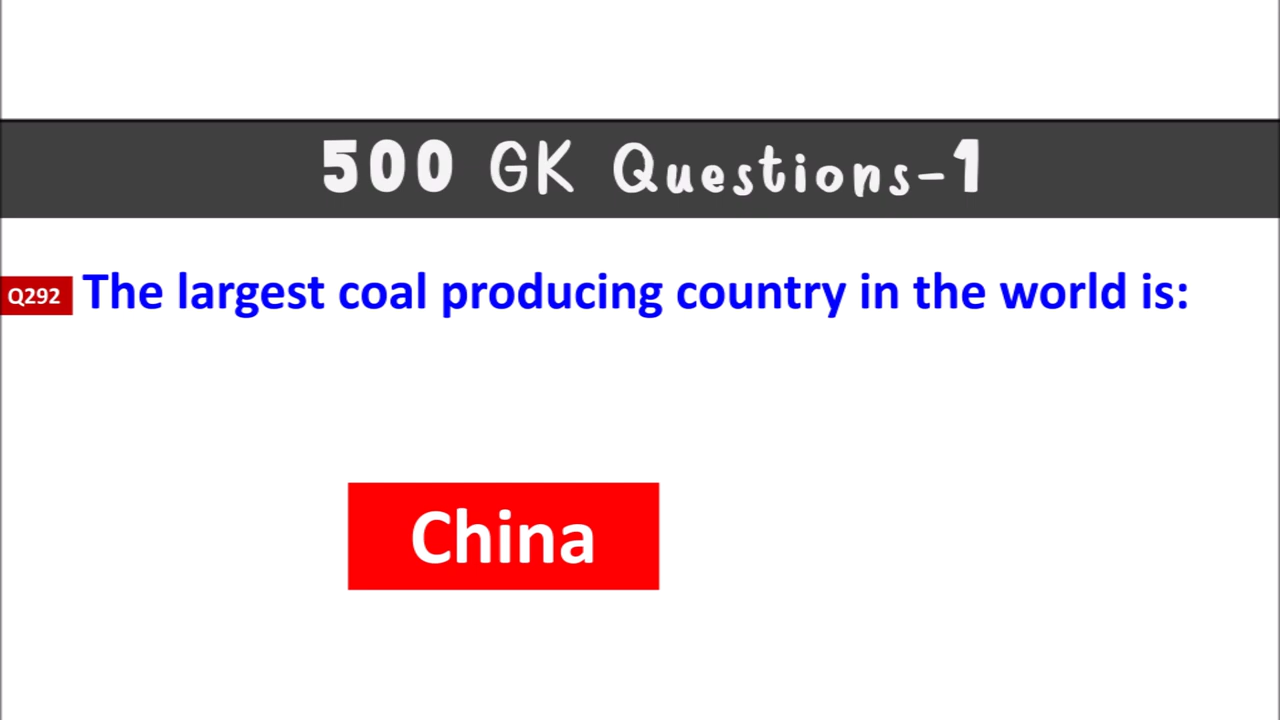 500 GK Questions-1
Q292 The largest coal producing country in the world is:
China